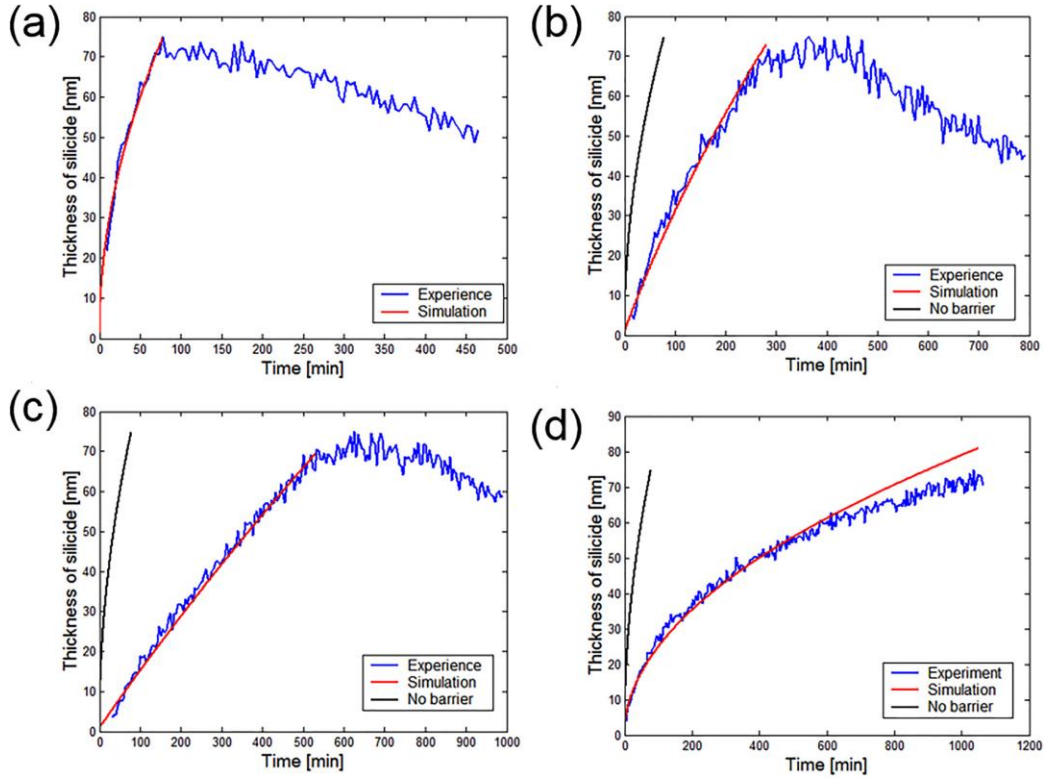 (a)
80
70
60
50
40
30
20
10
0
Thickness of silicide [nm]
Experience
Simulation
0 50 100 150 200 250 300 350 400 450 500
Time [min]
(b)
80
70
60
50
40
30
20
10
0
Thickness of silicide [nm]
Experience
Simulation
No barrier
0 100 200 300 400 500 600 700 800
Time [min]
(c)
80
70
60
50
40
30
20
10
0
Thickness of silicide [nm]
Experience
Simulation
No barrier
0 100 200 300 400 500 600 700 800 900 1000
Time [min]
(d)
90
80
70
60
50
40
30
20
10
0
Thickness of silicide [nm]
Experiment
Simulation
No barrier
0 200 400 600 800 1000 1200
Time [min]